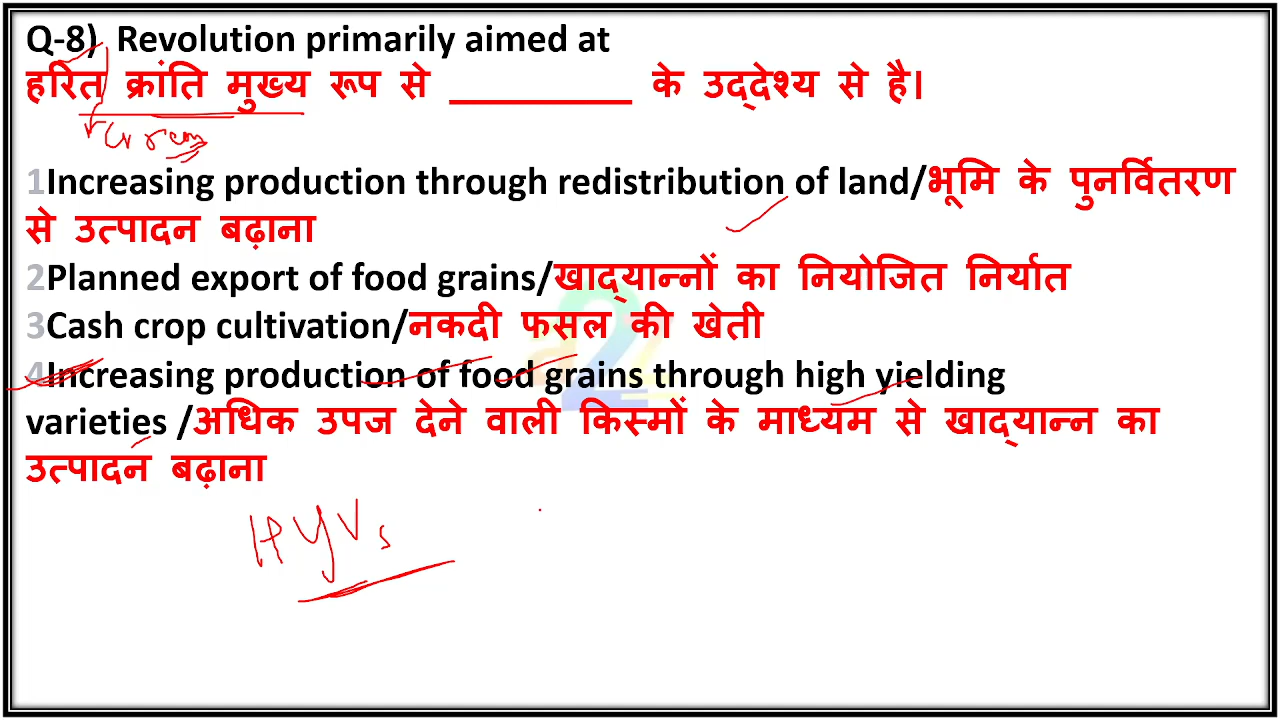 Q-8) Revolution primarily aimed at
हरित क्रांति मुख्य रूप से ________ के उद्देश्य से है।
Green
1Increasing production through redistribution of land/भूमि के पुनर्वितरण
से उत्पादन बढ़ाना
2Planned export of food grains/खाद्यान्नों का नियोजित निर्यात
3Cash crop cultivation/नकदी फसल की खेती
4Increasing production of food grains through high yielding
varieties /अधिक उपज देने वाली किस्मों के माध्यम से खाद्यान्न का
उत्पादन बढ़ाना
HYVs